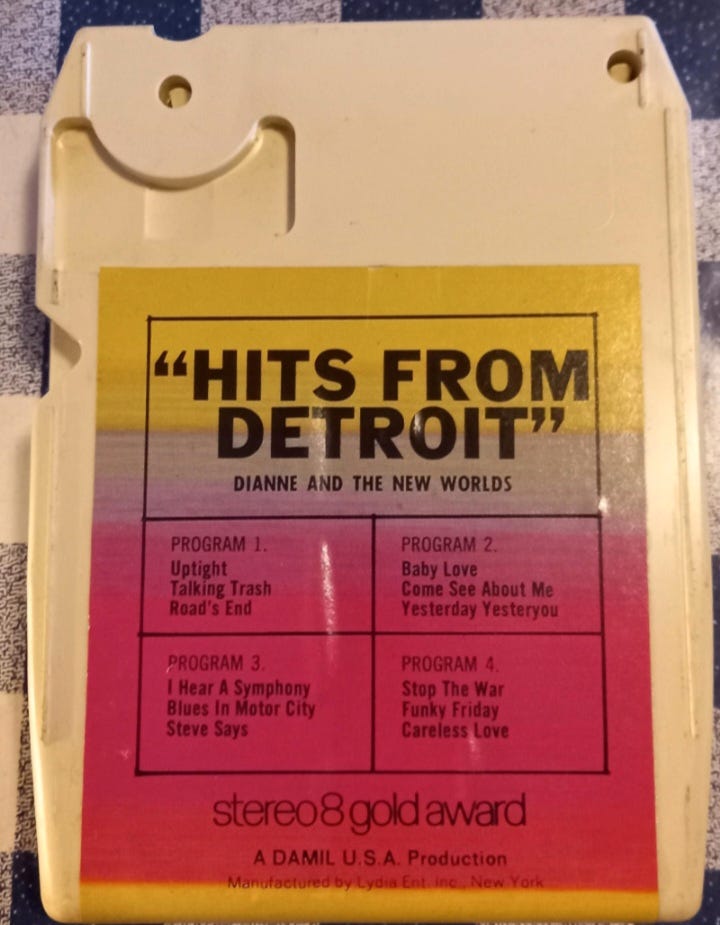 “HITS FROM
DETROIT”
DIANNE AND THE NEW WORLDS
PROGRAM 1.
Uptight
Talking Trash
Road's End
PROGRAM 2.
Baby Love
Come See About Me
Yesterday Yesteryou
PROGRAM 3.
I Hear A Symphony
Blues In Motor City
Steve Says
PROGRAM 4.
Stop The War
Funky Friday
Careless Love
stereo 8 gold award
A DAMIL U.S.A. Production
Manufactured by Lydia Ent. Inc., New York